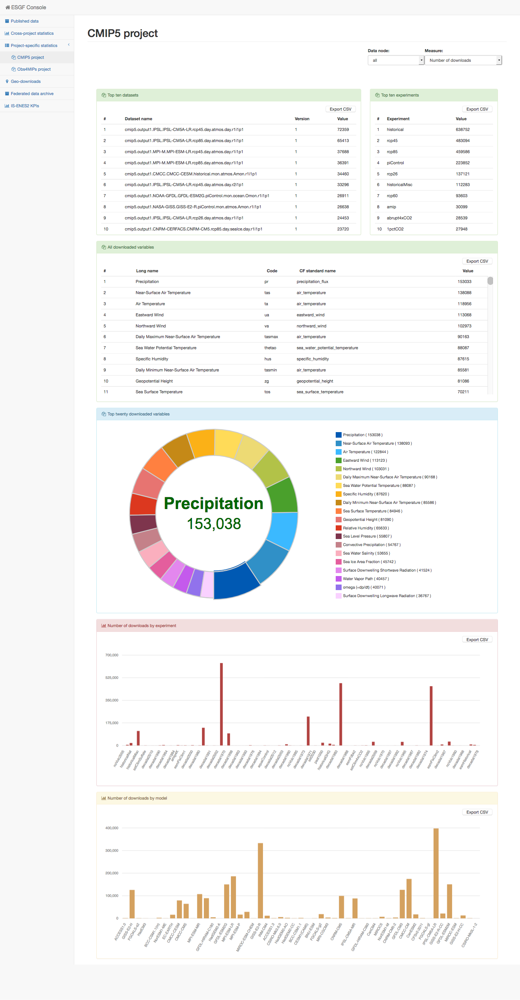 ESGF Console
Published data
Cross-project statistics
Project-specific statistics
CMIP5 project
Obs4MIPs project
Geo-downloads
Federated data archive
IS-ENES2 KPIs
CMIP5 project
Data node: Measure:
all Number of downloads
Top ten datasets
Export CSV
# Dataset name Version Value
1 cmip5.output1.IPSL.IPSL-CM5A-LR.rcp45.day.atmos.day.r1i1p1 1 72359
2 cmip5.output1.IPSL.IPSL-CM5A-LR.rcp85.day.atmos.day.r1i1p1 1 65413
3 cmip5.output1.MPI-M.MPI-ESM-LR.rcp45.day.atmos.day.r1i1p1 1 37688
4 cmip5.output1.MPI-M.MPI-ESM-LR.rcp85.day.atmos.day.r1i1p1 1 36391
5 cmip5.output1.CMCC.CMCC-CESM.historical.mon.atmos.Amon.r1i1p1 1 34460
6 cmip5.output1.IPSL.IPSL-CM5A-LR.rcp45.day.atmos.day.r2i1p1 1 33296
7 cmip5.output1.NOAA-GFDL.GFDL-ESM2G.piControl.mon.ocean.Omon.r1i1p1 1 26911
8 cmip5.output1.NASA-GISS.GISS-E2-R.piControl.mon.atmos.Amon.r1i1p1 1 26638
9 cmip5.output1.IPSL.IPSL-CM5A-LR.rcp26.day.atmos.day.r1i1p1 1 24453
10 cmip5.output1.CNRM-CERFACS.CNRM-CM5.rcp85.day.seaIce.day.r1i1p1 1 23720
Top ten experiments
Export CSV
# Experiment Value
1 historical 638752
2 rcp45 483094
3 rcp85 459586
4 piControl 223852
5 rcp26 137121
6 historicalMisc 112283
7 rcp60 93603
8 amip 30099
9 abrupt4xCO2 28539
10 1pctCO2 27948
All downloaded variables
Export CSV
# Long name Code CF standard name Value
1 Precipitation pr precipitation_flux 153033
2 Near-Surface Air Temperature tas air_temperature 138088
3 Air Temperature ta air_temperature 118956
4 Eastward Wind ua eastward_wind 113068
5 Northward Wind va northward_wind 102973
6 Daily Maximum Near-Surface Air Temperature tasmax air_temperature 90163
7 Sea Water Potential Temperature thetao sea_water_potential_temperature 88087
8 Specific Humidity hus specific_humidity 87615
9 Daily Minimum Near-Surface Air Temperature tasmin air_temperature 85581
10 Geopotential Height zg geopotential_height 81086
11 Sea Surface Temperature tos sea_surface_temperature 70211
Top twenty downloaded variables
Precipitation
153,038
Precipitation ( 153038 )
Near-Surface Air Temperature ( 138093 )
Air Temperature ( 122844 )
Eastward Wind ( 113123 )
Northward Wind ( 103031 )
Daily Maximum Near-Surface Air Temperature ( 90168 )
Sea Water Potential Temperature ( 88087 )
Specific Humidity ( 87620 )
Daily Minimum Near-Surface Air Temperature ( 85586 )
Sea Surface Temperature ( 84946 )
Geopotential Height ( 81090 )
Relative Humidity ( 65633 )
Sea Level Pressure ( 55807 )
Convective Precipitation ( 54767 )
Sea Water Salinity ( 53655 )
Sea Ice Area Fraction ( 45742 )
Surface Downwelling Shortwave Radiation ( 41524 )
Water Vapor Path ( 40457 )
omega (=dp/dt) ( 40071 )
Surface Downwelling Longwave Radiation ( 36767 )
Number of downloads by experiment
Export CSV
700,000
525,000
350,000
175,000
0
noVolc2005
historicalNat
historicalMisc
sstClimSulfate
decadal2010
decadal1990
decadal1964
decadal1984
amip4K
esmFixClim1
decadal2000
decadal1980
decadal1991
decadal2002
decadal1970
decadal1998
decadal1963
decadal1993
decadal1976
decadal1994
aquaControl
decadal2012
decadal2003
decadal1960
noVolc1985
decadal1973
decadal1971
sst2030
past1000
historicalGHG
decadal1983
decadal1988
esmFdbk2
sstClim4xCO2
noVolc1995
decadal2009
noVolc1970
decadal1997
decadal1992
noVolc1965
decadal1987
decadal1982
decadal1974
esmFixClim2
decadal1967
noVolc1960
decadal1968
esmHistorical
decadal1978
Number of downloads by model
Export CSV
400,000
300,000
200,000
100,000
0
ACCESS1.0
GISS-E2-H
FGOALS-s2
HadCM3
BCC-CSM1.1(m)
NorESM1-ME
EC-EARTH
CMCC-CESM
CMCC-CMS
MPI-ESM-MR
GFDL-HIRAM-C180
HadGEM2-A
GFDL-ESM2G
MPI-ESM-LR
MPI-ESM-P
MIROC-ESM-CHEM
GISS-E2-R
INM-CM4
ACCESS1.3
CSIRO-Mk3.6.0
HadGEM2-AO
HadGEM2-CC
BCC-CSM1.1
CESM1(CAM5)
BNU-ESM
FGOALS-g2
MRI-CGCM3
CNRM-CM5
IPSL-CM5A-MR
GFDL-HIRAM-C360
CanCM4
MIROC5
NorESM1-M
CNRM-CM5-2
GFDL-CM3
CMCC-CM
CanESM2
CFSv2-2011
FGOALS-gl
IPSL-CM5A-LR
GISS-E2-R-CC
GFDL-ESM2M
MIROC-ESM
GISS-E2-H-CC
CSIRO-Mk3L-1-2